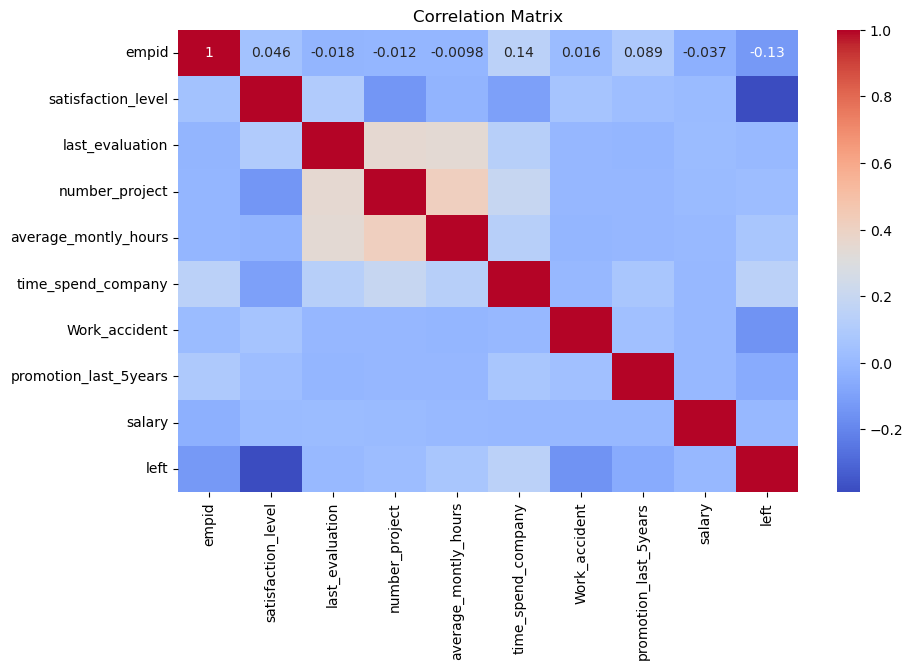 Correlation Matrix
empid 1 0.046 -0.018 -0.012 -0.0098 0.14 0.016 0.089 -0.037 -0.13
satisfaction_level
last_evaluation
number_project
average_montly_hours
time_spend_company
Work_accident
promotion_last_5years
salary
left
empid
satisfaction_level
last_evaluation
number_project
average_montly_hours
time_spend_company
Work_accident
promotion_last_5years
salary
left
1.0
0.8
0.6
0.4
0.2
0.0
−0.2